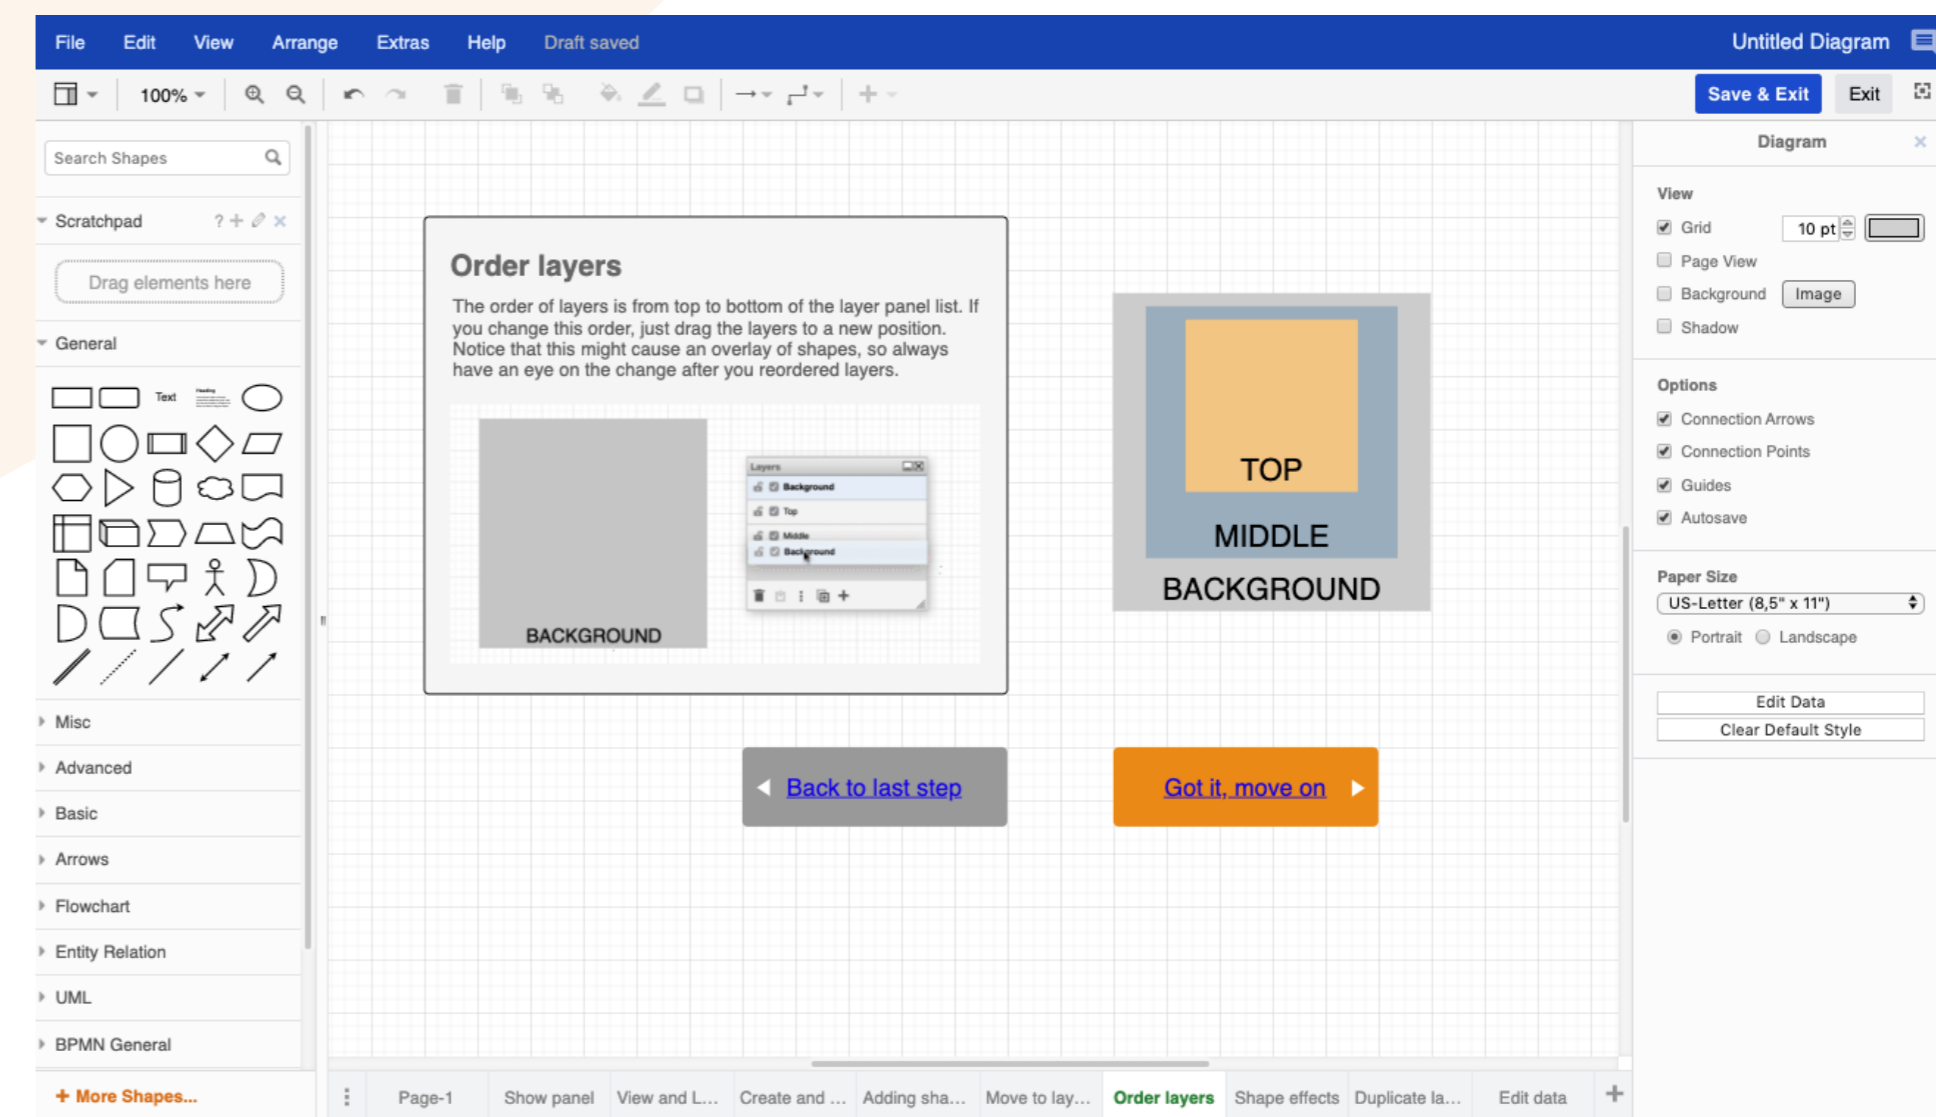 File Edit View Arrange Extras Help Draft saved Untitled Diagram
100% Save & Exit Exit
Search Shapes
Scratchpad ?
Drag elements here
General
Text Heading
Misc
Advanced
Basic
Arrows
Flowchart
Entity Relation
UML
BPMN General
+ More Shapes...
Order layers
The order of layers is from top to bottom of the layer panel list. If
you change this order, just drag the layers to a new position.
Notice that this might cause an overlay of shapes, so always
have an eye on the change after you reordered layers.
BACKGROUND
Layers
Background
Top
Middle
Background
TOP
MIDDLE
BACKGROUND
Back to last step
Got it, move on
Diagram
View
Grid 10 pt
Page View
Background Image
Shadow
Options
Connection Arrows
Connection Points
Guides
Autosave
Paper Size
US-Letter (8,5" x 11")
Portrait Landscape
Edit Data
Clear Default Style
Page-1 Show panel View and L... Create and ... Adding sha... Move to lay... Order layers Shape effects Duplicate la... Edit data